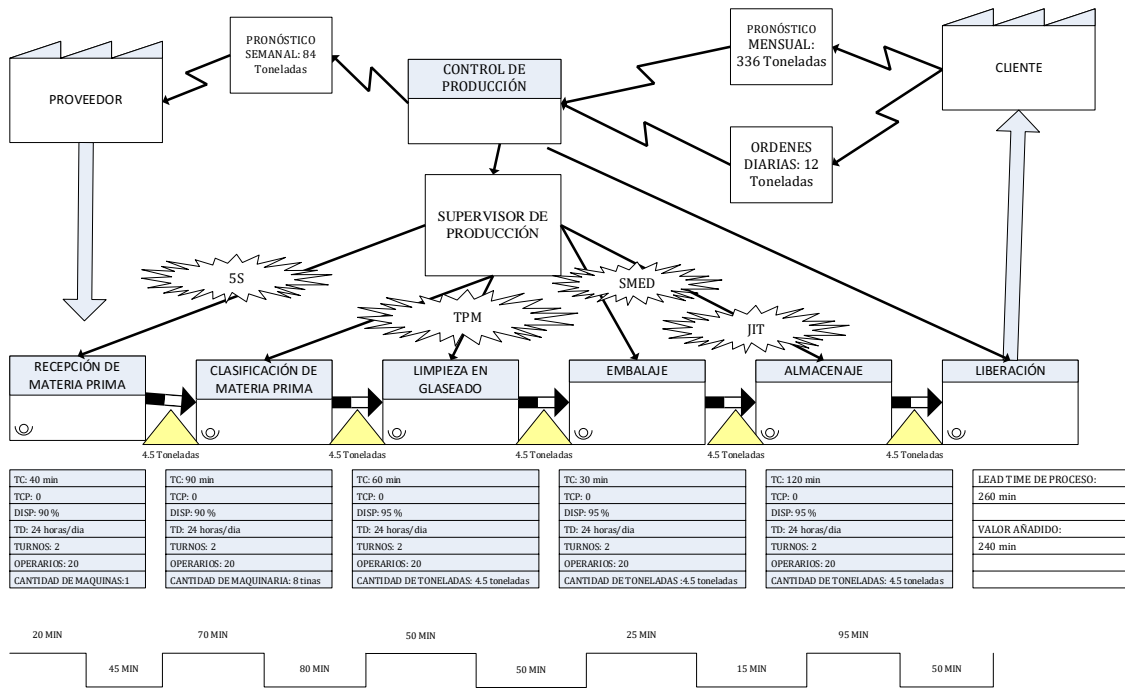 PRONÓSTICO
SEMANAL: 84
Toneladas
PRONÓSTICO
MENSUAL:
336 Toneladas
PROVEEDOR
CONTROL DE
PRODUCCIÓN
CLIENTE
ORDENES
DIARIAS: 12
Toneladas
SUPERVISOR DE
PRODUCCIÓN
5S
SMED
TPM
JIT
RECEPCIÓN DE
MATERIA PRIMA
CLASIFICACIÓN DE
MATERIA PRIMA
LIMPIEZA EN
GLASEADO
EMBALAJE
ALMACENAJE
LIBERACIÓN
4.5 Toneladas
4.5 Toneladas
4.5 Toneladas
4.5 Toneladas
4.5 Toneladas
TC: 40 min
TCP: 0
DISP: 90 %
TD: 24 horas/dia
TURNOS: 2
OPERARIOS: 20
CANTIDAD DE MAQUINAS:1
TC: 90 min
TCP: 0
DISP: 90 %
TD: 24 horas/dia
TURNOS: 2
OPERARIOS: 20
CANTIDAD DE MAQUINARIA: 8 tinas
TC: 60 min
TCP: 0
DISP: 95 %
TD: 24 horas/dia
TURNOS: 2
OPERARIOS: 20
CANTIDAD DE TONELADAS: 4.5 toneladas
TC: 30 min
TCP: 0
DISP: 95 %
TD: 24 horas/dia
TURNOS: 2
OPERARIOS: 20
CANTIDAD DE TONELADAS :4.5 toneladas
TC: 120 min
TCP: 0
DISP: 95 %
TD: 24 horas/dia
TURNOS: 2
OPERARIOS: 20
CANTIDAD DE TONELADAS: 4.5 toneladas
LEAD TIME DE PROCESO:
260 min
VALOR AÑADIDO:
240 min
20 MIN
70 MIN
50 MIN
25 MIN
95 MIN
45 MIN
80 MIN
50 MIN
15 MIN
50 MIN